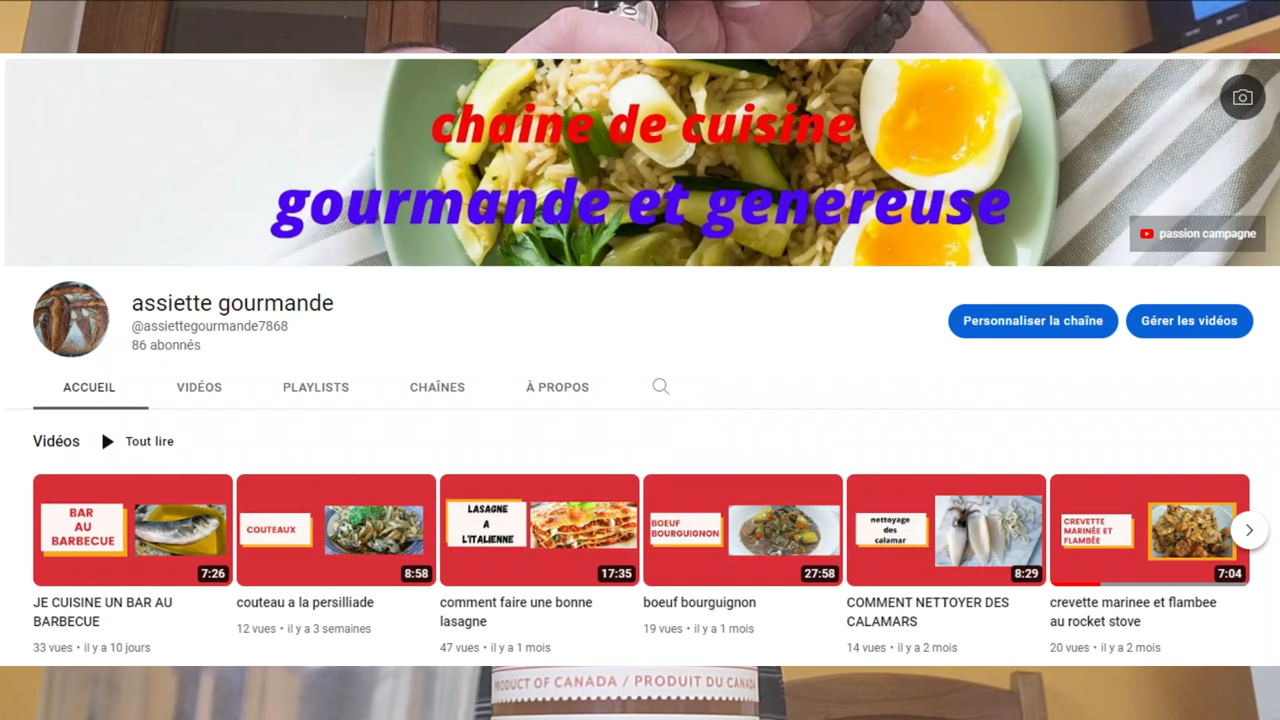 chaine de cuisine
gourmande et genereuse
passion campagne
assiette gourmande
@assiettegourmande7868
86 abonnés
Personnaliser la chaîne
Gérer les vidéos
ACCUEIL VIDÉOS PLAYLISTS CHAÎNES À PROPOS
Vidéos Tout lire
BAR
AU
BARBECUE
7:26
COUTEAUX
8:58
LASAGNE
A
L'ITALIENNE
17:35
BOEUF
BOURGUIGNON
27:58
nettoyage
des
calamar
8:29
CREVETTE
MARINÉE ET
FLAMBÉE
7:04
JE CUISINE UN BAR AU
BARBECUE
33 vues • il y a 10 jours
couteau a la persilliade
12 vues • il y a 3 semaines
comment faire une bonne
lasagne
47 vues • il y a 1 mois
boeuf bourguignon
19 vues • il y a 1 mois
COMMENT NETTOYER DES
CALAMARS
14 vues • il y a 2 mois
crevette marinee et flambee
au rocket stove
20 vues • il y a 2 mois
PRODUCT OF CANADA / PRODUIT DU CANADA